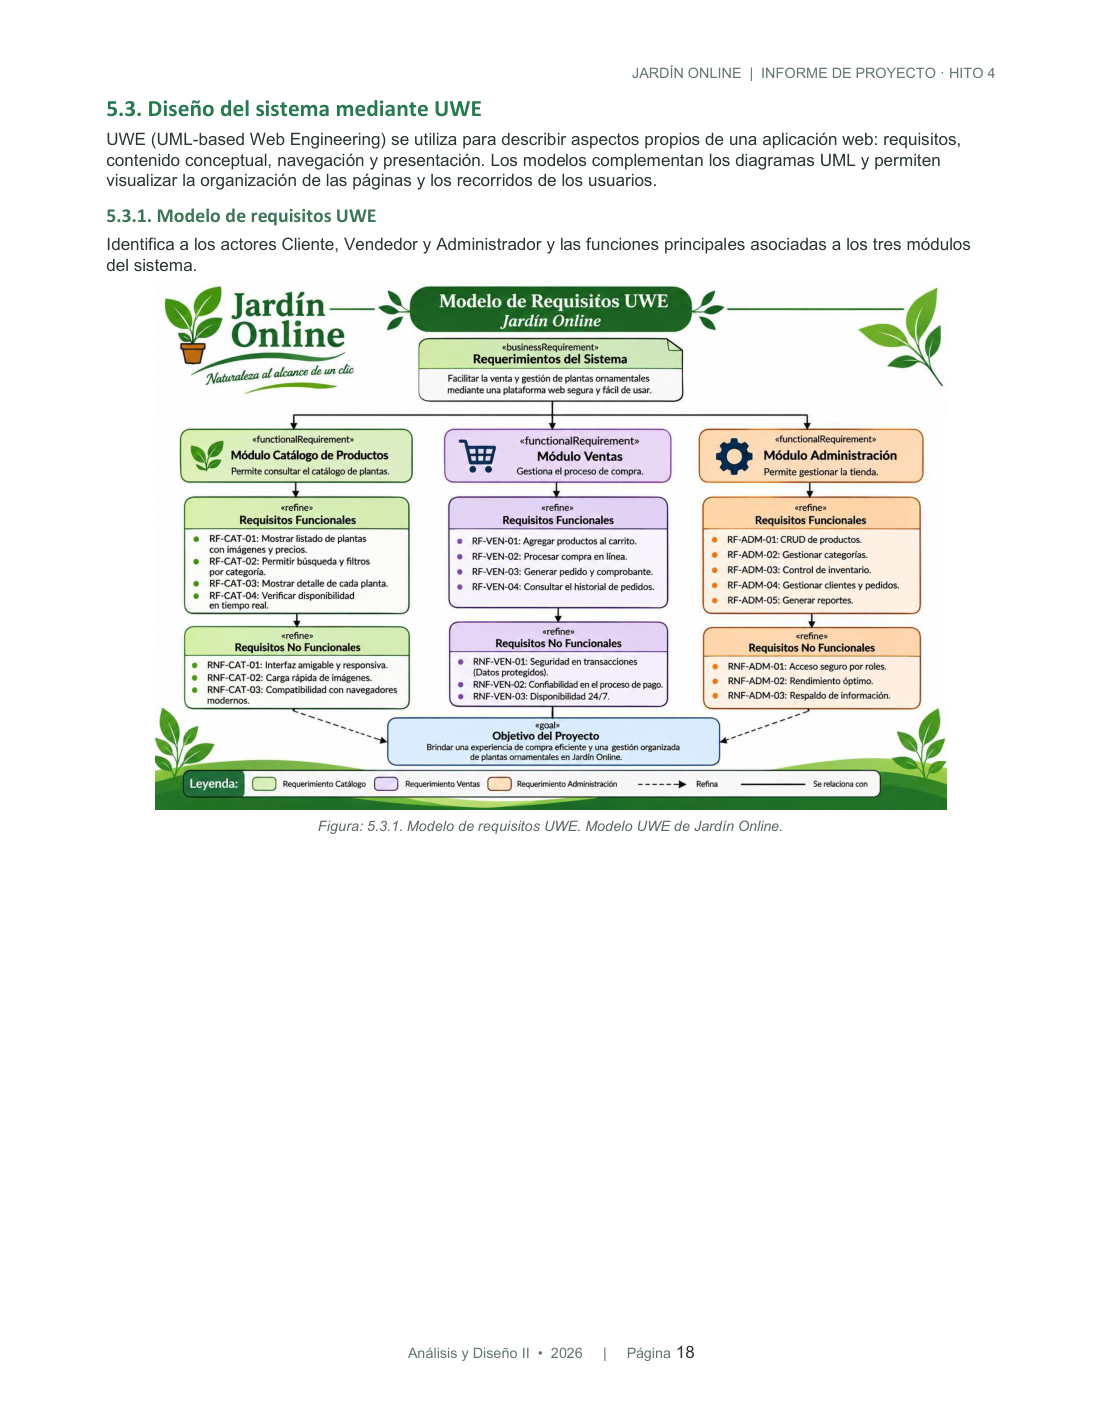 JARDÍN ONLINE | INFORME DE PROYECTO · HITO 4
5.3. Diseño del sistema mediante UWE
UWE (UML-based Web Engineering) se utiliza para describir aspectos propios de una aplicación web: requisitos,
contenido conceptual, navegación y presentación. Los modelos complementan los diagramas UML y permiten
visualizar la organización de las páginas y los recorridos de los usuarios.
5.3.1. Modelo de requisitos UWE
Identifica a los actores Cliente, Vendedor y Administrador y las funciones principales asociadas a los tres módulos
del sistema.
Jardín
Online
Naturaleza al alcance de un clic
Modelo de Requisitos UWE
Jardín Online
«businessRequirement»
Requerimientos del Sistema
Facilitar la venta y gestión de plantas ornamentales
mediante una plataforma web segura y fácil de usar.
«functionalRequirement»
Módulo Catálogo de Productos
Permite consultar el catálogo de plantas.
«refine»
Requisitos Funcionales
RF-CAT-01: Mostrar listado de plantas
con imágenes y precios.
RF-CAT-02: Permitir búsqueda y filtros
por categoría.
RF-CAT-03: Mostrar detalle de cada planta.
RF-CAT-04: Verificar disponibilidad
en tiempo real.
«refine»
Requisitos No Funcionales
RNF-CAT-01: Interfaz amigable y responsiva.
RNF-CAT-02: Carga rápida de imágenes.
RNF-CAT-03: Compatibilidad con navegadores
modernos.
«functionalRequirement»
Módulo Ventas
Gestiona el proceso de compra.
«refine»
Requisitos Funcionales
RF-VEN-01: Agregar productos al carrito.
RF-VEN-02: Procesar compra en línea.
RF-VEN-03: Generar pedido y comprobante.
RF-VEN-04: Consultar el historial de pedidos.
«refine»
Requisitos No Funcionales
RNF-VEN-01: Seguridad en transacciones
(Datos protegidos).
RNF-VEN-02: Confiabilidad en el proceso de pago.
RNF-VEN-03: Disponibilidad 24/7.
«functionalRequirement»
Módulo Administración
Permite gestionar la tienda.
«refine»
Requisitos Funcionales
RF-ADM-01: CRUD de productos.
RF-ADM-02: Gestionar categorías.
RF-ADM-03: Control de inventario.
RF-ADM-04: Gestionar clientes y pedidos.
RF-ADM-05: Generar reportes.
«refine»
Requisitos No Funcionales
RNF-ADM-01: Acceso seguro por roles.
RNF-ADM-02: Rendimiento óptimo.
RNF-ADM-03: Respaldo de información.
«goal»
Objetivo del Proyecto
Brindar una experiencia de compra eficiente y una gestión organizada
de plantas ornamentales en Jardín Online.
Leyenda: Requerimiento Catálogo Requerimiento Ventas Requerimiento Administración Refina Se relaciona con
Figura: 5.3.1. Modelo de requisitos UWE. Modelo UWE de Jardín Online.
Análisis y Diseño II • 2026 | Página 18